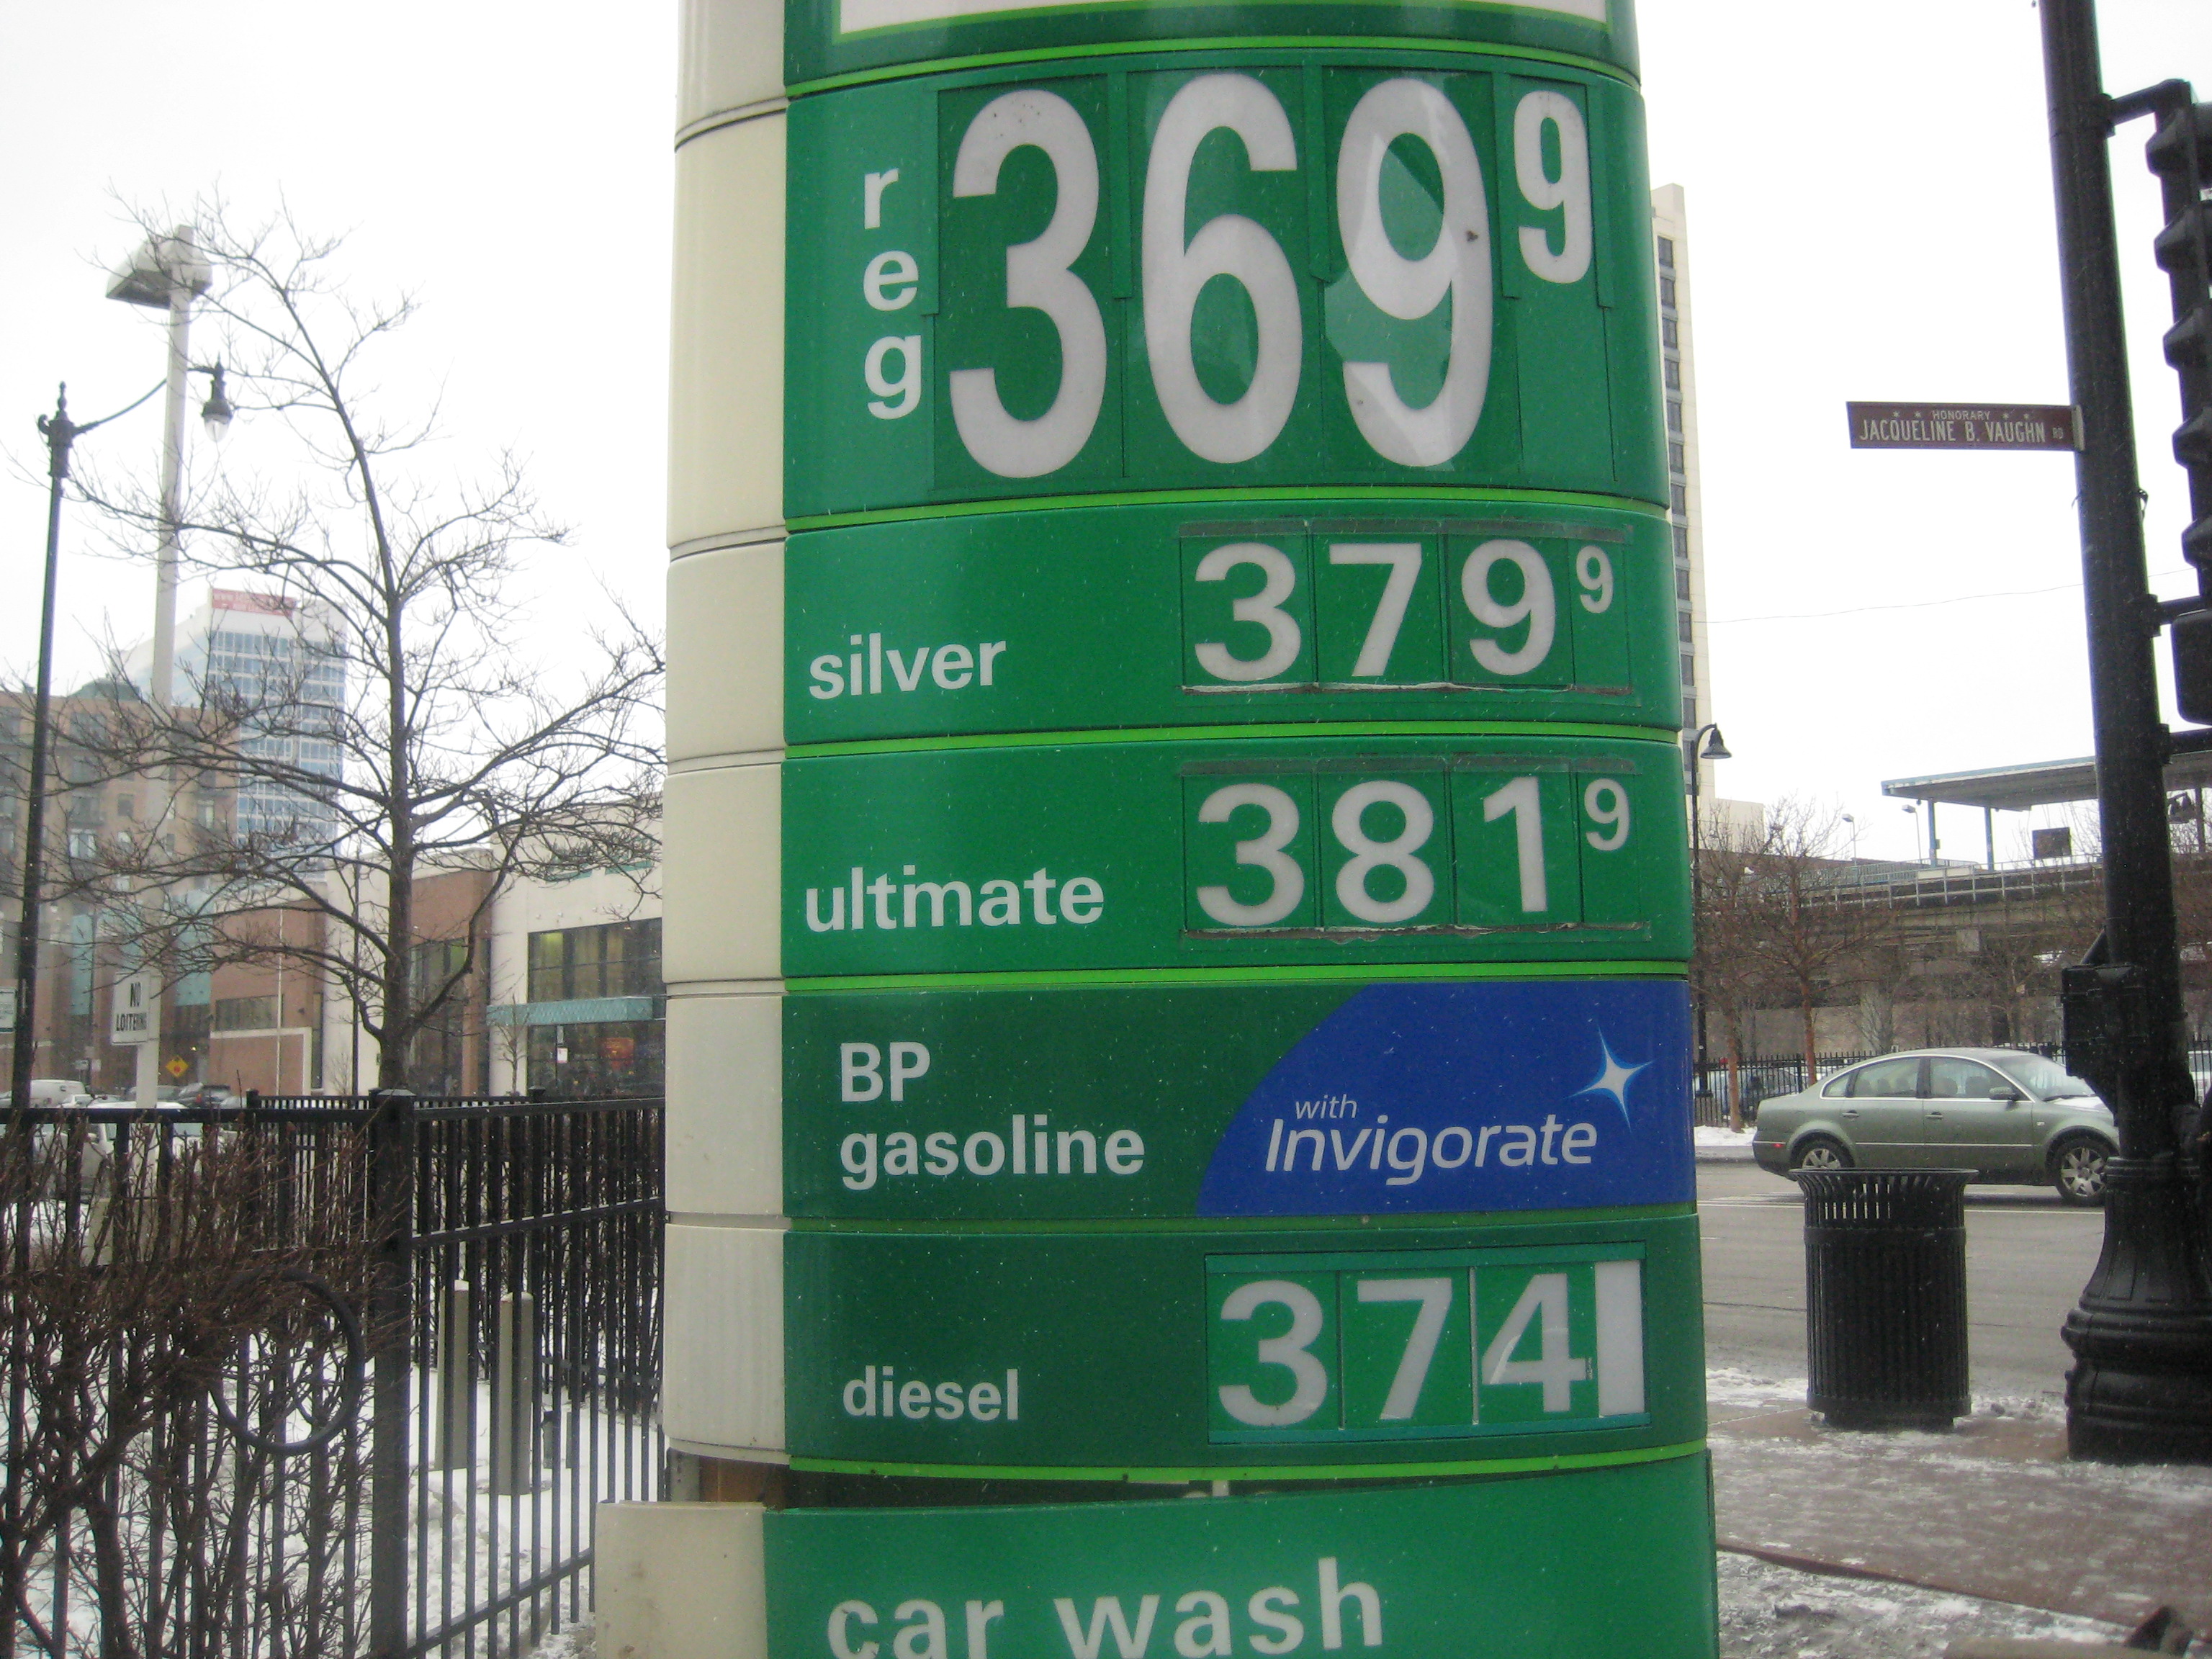 reg
369 9
silver
379 9
ultimate
381 9
BP
gasoline
with
Invigorate
diesel
374
car wash
HONORARY
JACQUELINE B. VAUGHN RD
NO
LOITERING